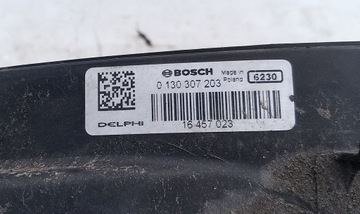 BOSCH
Made in
Poland
6230
0 130 307 203
DELPHI
16 457 023